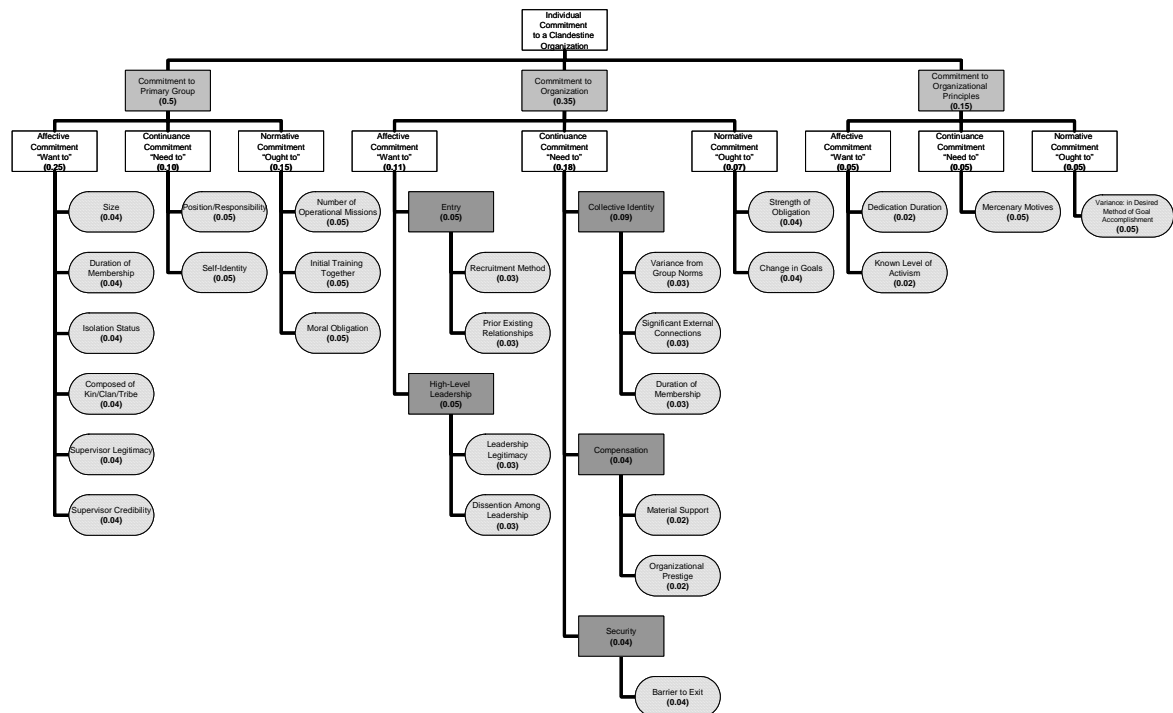 Individual
Commitment
to a Clandestine
Organization
Commitment to
Primary Group
(0.5)
Commitment to
Organization
(0.35)
Commitment to
Organizational
Principles
(0.15)
Affective
Commitment
"Want to"
(0.25)
Continuance
Commitment
"Need to"
(0.10)
Normative
Commitment
"Ought to"
(0.15)
Affective
Commitment
"Want to"
(0.11)
Continuance
Commitment
"Need to"
(0.18)
Normative
Commitment
"Ought to"
(0.07)
Affective
Commitment
"Want to"
(0.05)
Continuance
Commitment
"Need to"
(0.05)
Normative
Commitment
"Ought to"
(0.05)
Size
(0.04)
Duration of
Membership
(0.04)
Isolation Status
(0.04)
Composed of
Kin/Clan/Tribe
(0.04)
Supervisor Legitimacy
(0.04)
Supervisor Credibility
(0.04)
Position/Responsibility
(0.05)
Self-Identity
(0.05)
Number of
Operational Missions
(0.05)
Initial Training
Together
(0.05)
Moral Obligation
(0.05)
Entry
(0.05)
Recruitment Method
(0.03)
Prior Existing
Relationships
(0.03)
High-Level
Leadership
(0.05)
Leadership
Legitimacy
(0.03)
Dissention Among
Leadership
(0.03)
Collective Identity
(0.09)
Variance from
Group Norms
(0.03)
Significant External
Connections
(0.03)
Duration of
Membership
(0.03)
Compensation
(0.04)
Material Support
(0.02)
Organizational
Prestige
(0.02)
Security
(0.04)
Barrier to Exit
(0.04)
Strength of
Obligation
(0.04)
Change in Goals
(0.04)
Dedication Duration
(0.02)
Known Level of
Activism
(0.02)
Mercenary Motives
(0.05)
Variance: in Desired
Method of Goal
Accomplishment
(0.05)